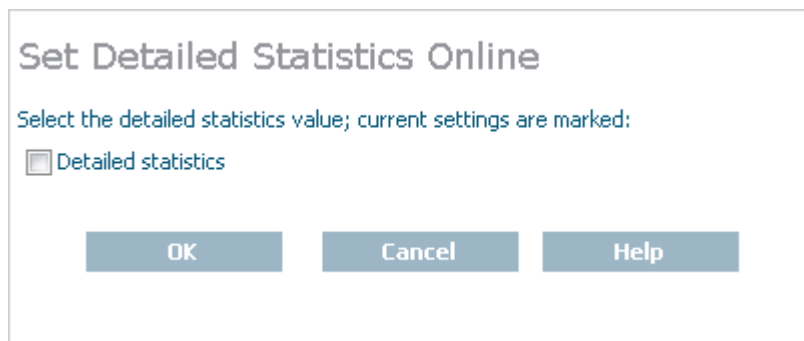 Set Detailed Statistics Online
Select the detailed statistics value; current settings are marked:
Detailed statistics
OK Cancel Help